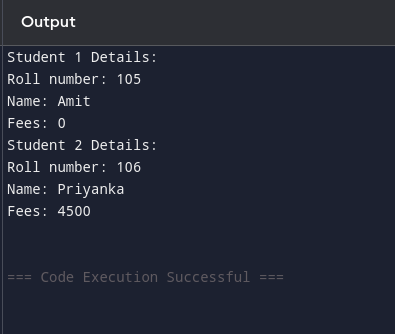 Output
Student 1 Details:
Roll number: 105
Name: Amit
Fees: 0
Student 2 Details:
Roll number: 106
Name: Priyanka
Fees: 4500
=== Code Execution Successful ===